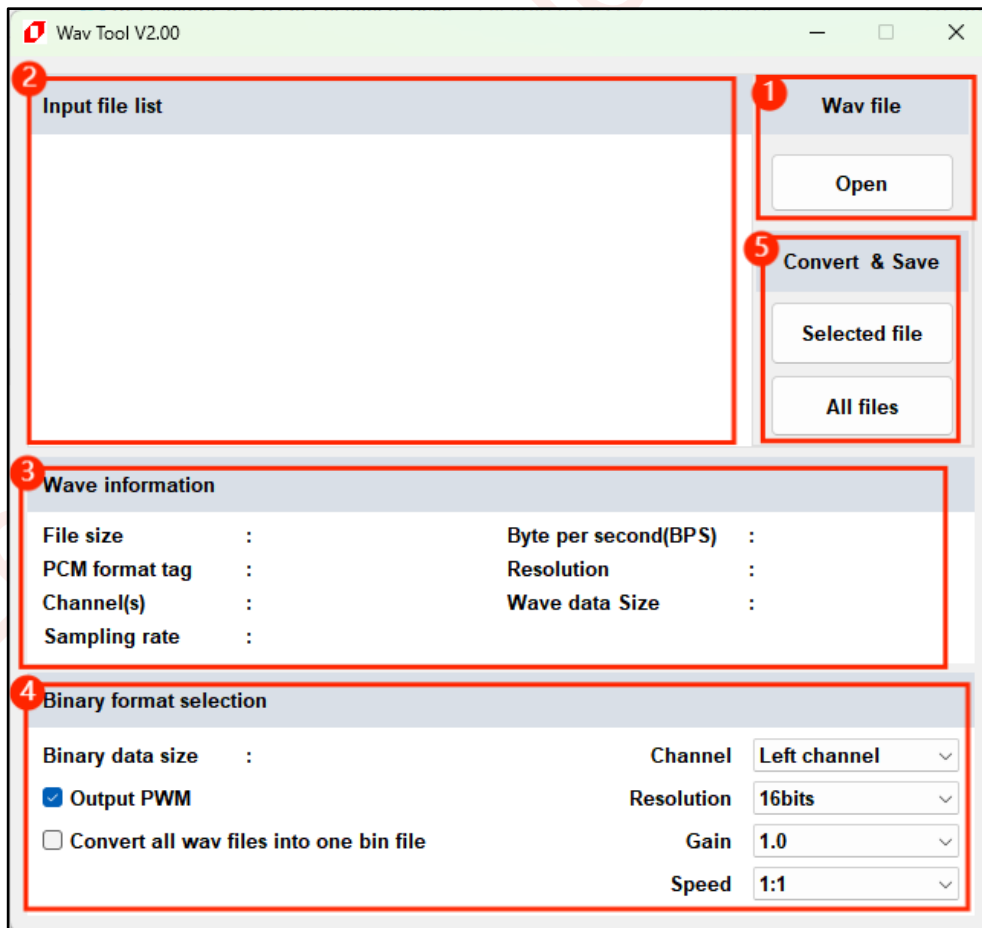 Wav Tool V2.00
2
Input file list
1
Wav file
Open
5
Convert & Save
Selected file
All files
3
Wave information
File size :
Byte per second(BPS) :
PCM format tag :
Resolution :
Channel(s) :
Wave data Size :
Sampling rate :
4
Binary format selection
Binary data size :
Channel Left channel
Output PWM
Resolution 16bits
Convert all wav files into one bin file
Gain 1.0
Speed 1:1